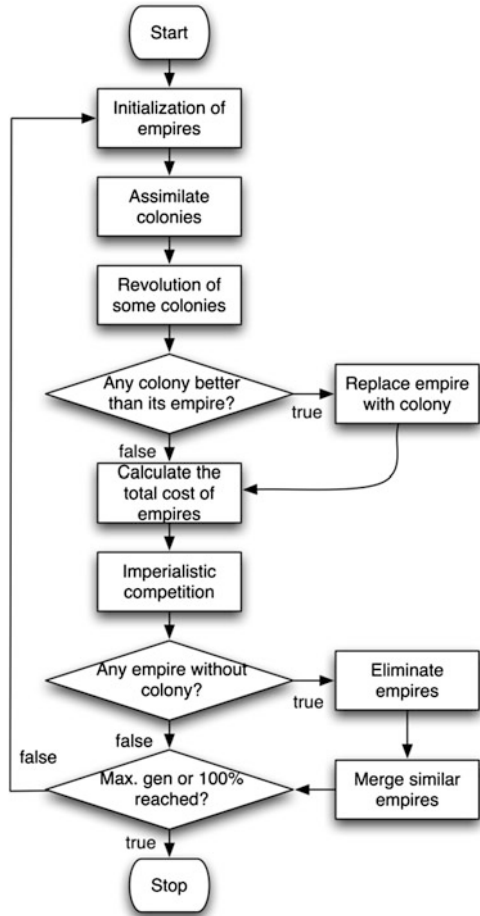 Start
Initialization of
empires
Assimilate
colonies
Revolution of
some colonies
Any colony better
than its empire?
true
Replace empire
with colony
false
Calculate the
total cost of
empires
Imperialistic
competition
Any empire without
colony?
true
Eliminate
empires
false
Merge similar
empires
Max. gen or 100%
reached?
false
true
Stop